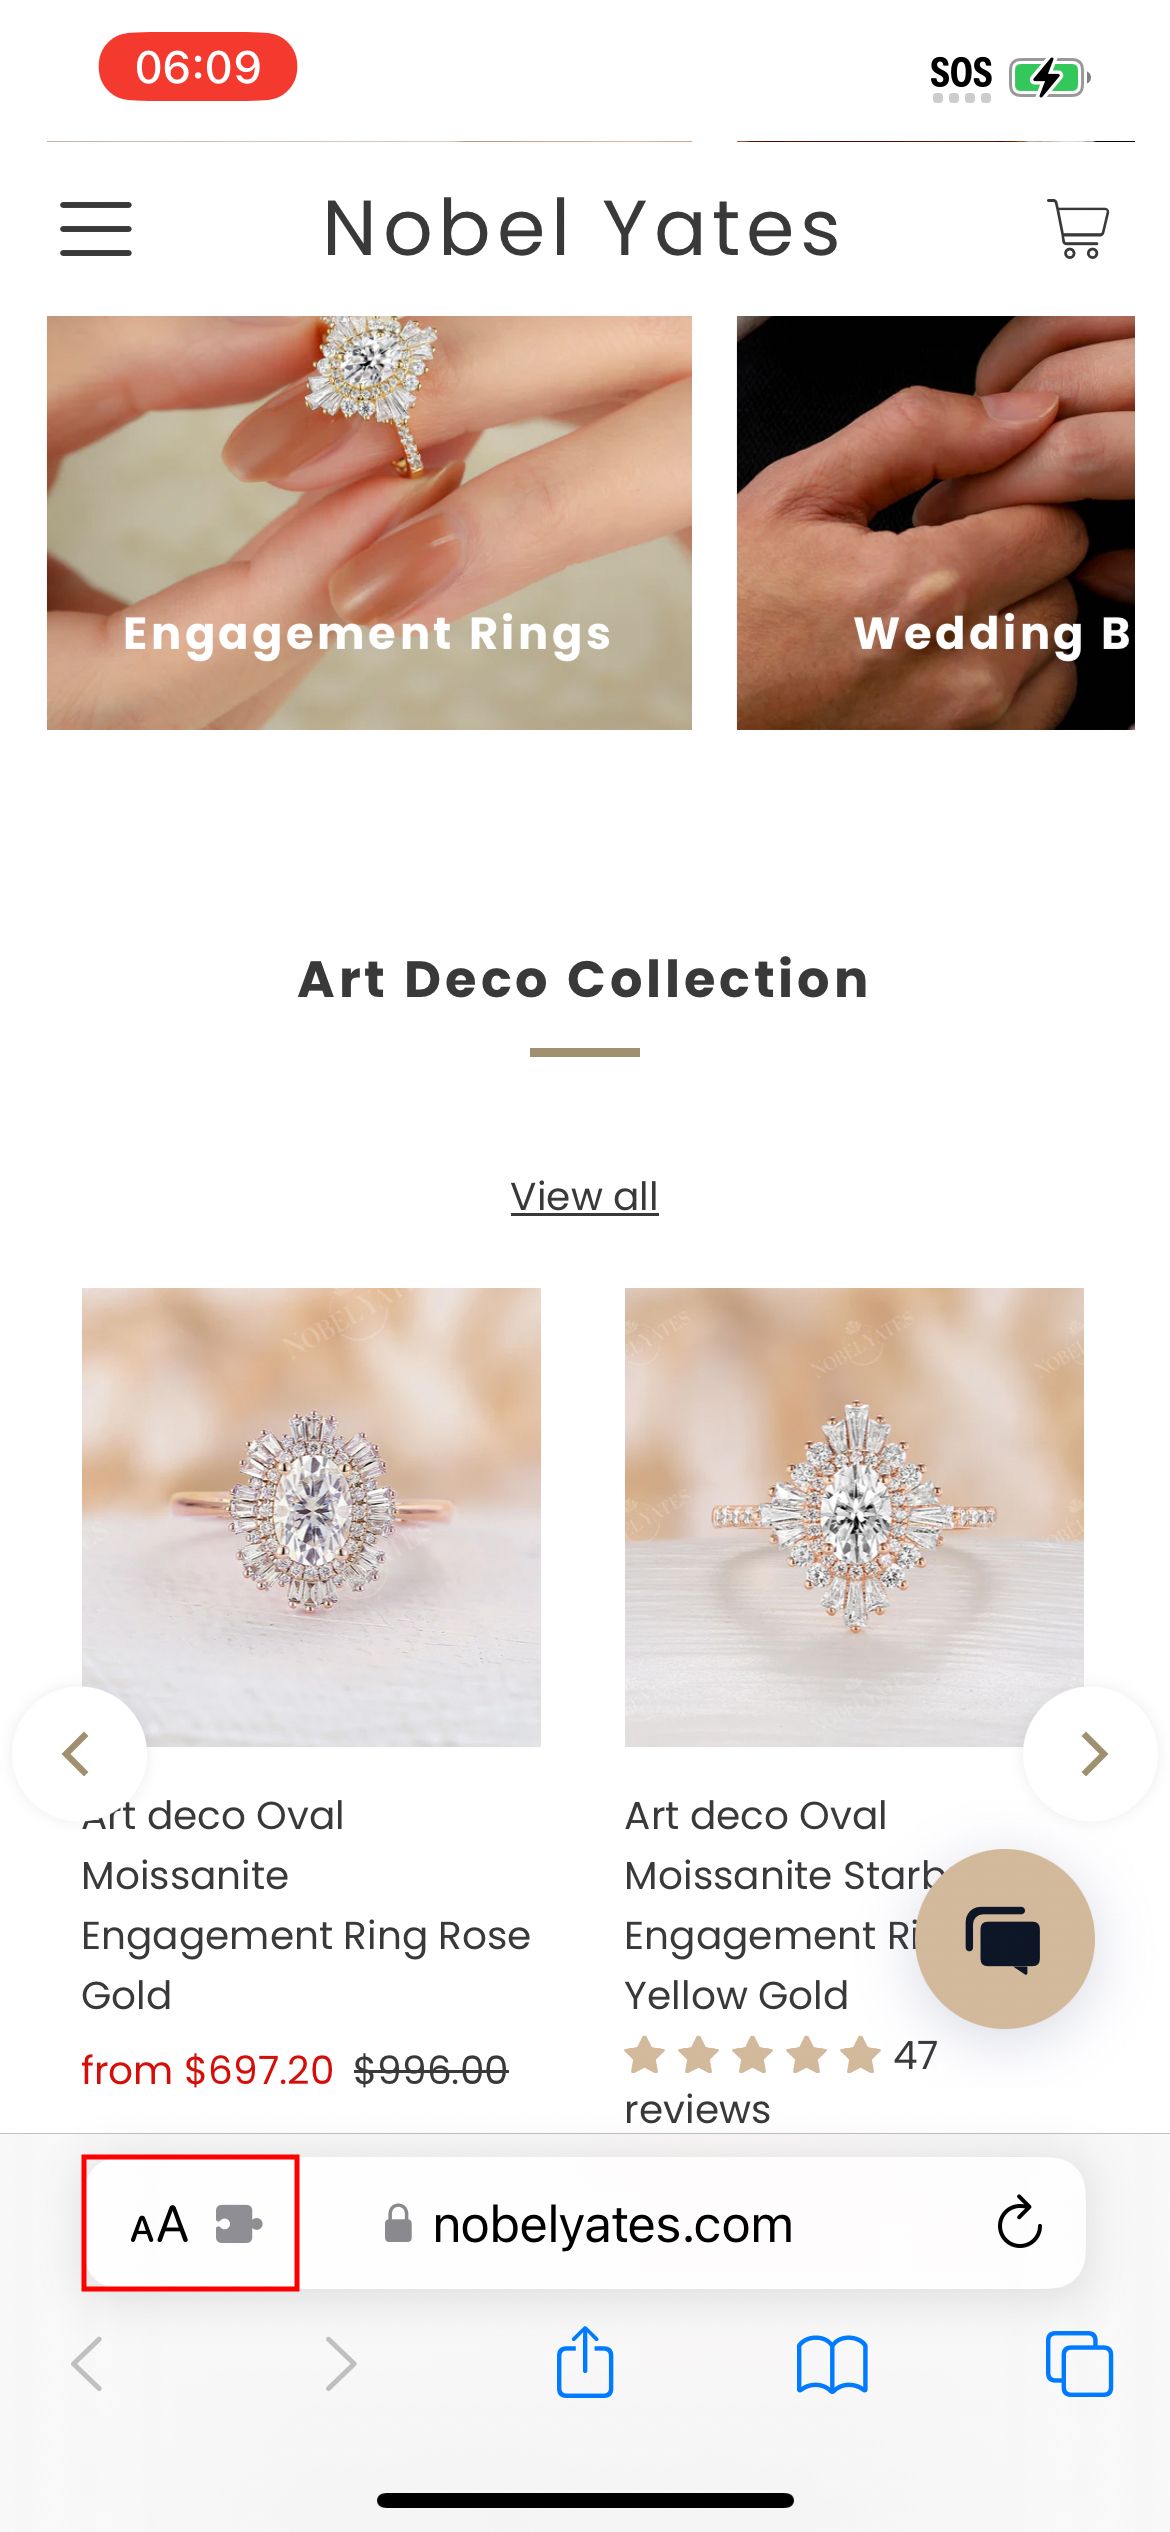 06:09
SOS
Nobel Yates
Engagement Rings
Wedding B
Art Deco Collection
View all
NOBELYATES
Art deco Oval
Moissanite
Engagement Ring Rose
Gold
from $697.20 $996.00
Art deco Oval
Moissanite Starb
Engagement Ri
Yellow Gold
47
reviews
AA
nobelyates.com